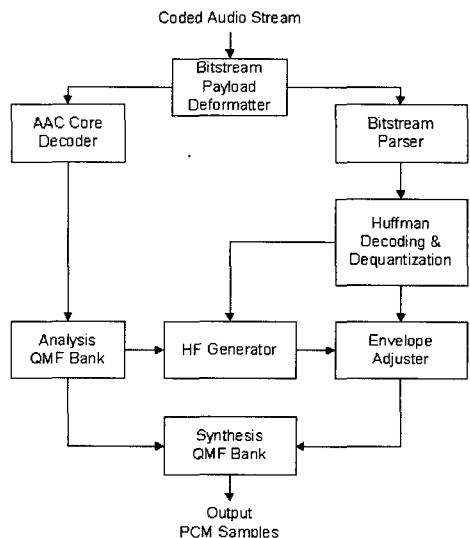 Coded Audio Stream
Bitstream
Payload
Deformatter
AAC Core
Decoder
Bitstream
Parser
Huffman
Decoding &
Dequantization
Analysis
QMF Bank
HF Generator
Envelope
Adjuster
Synthesis
QMF Bank
Output
PCM Samples